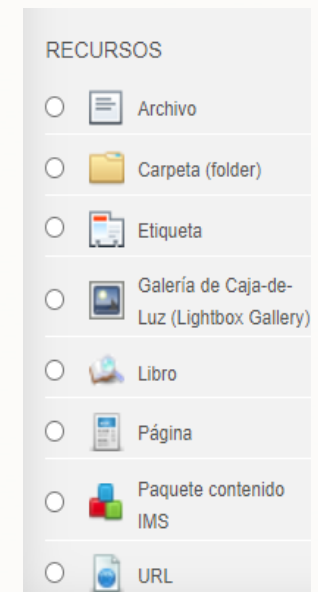 RECURSOS
Archivo
Carpeta (folder)
Etiqueta
Galería de Caja-de-
Luz (Lightbox Gallery)
Libro
Página
Paquete contenido
IMS
URL